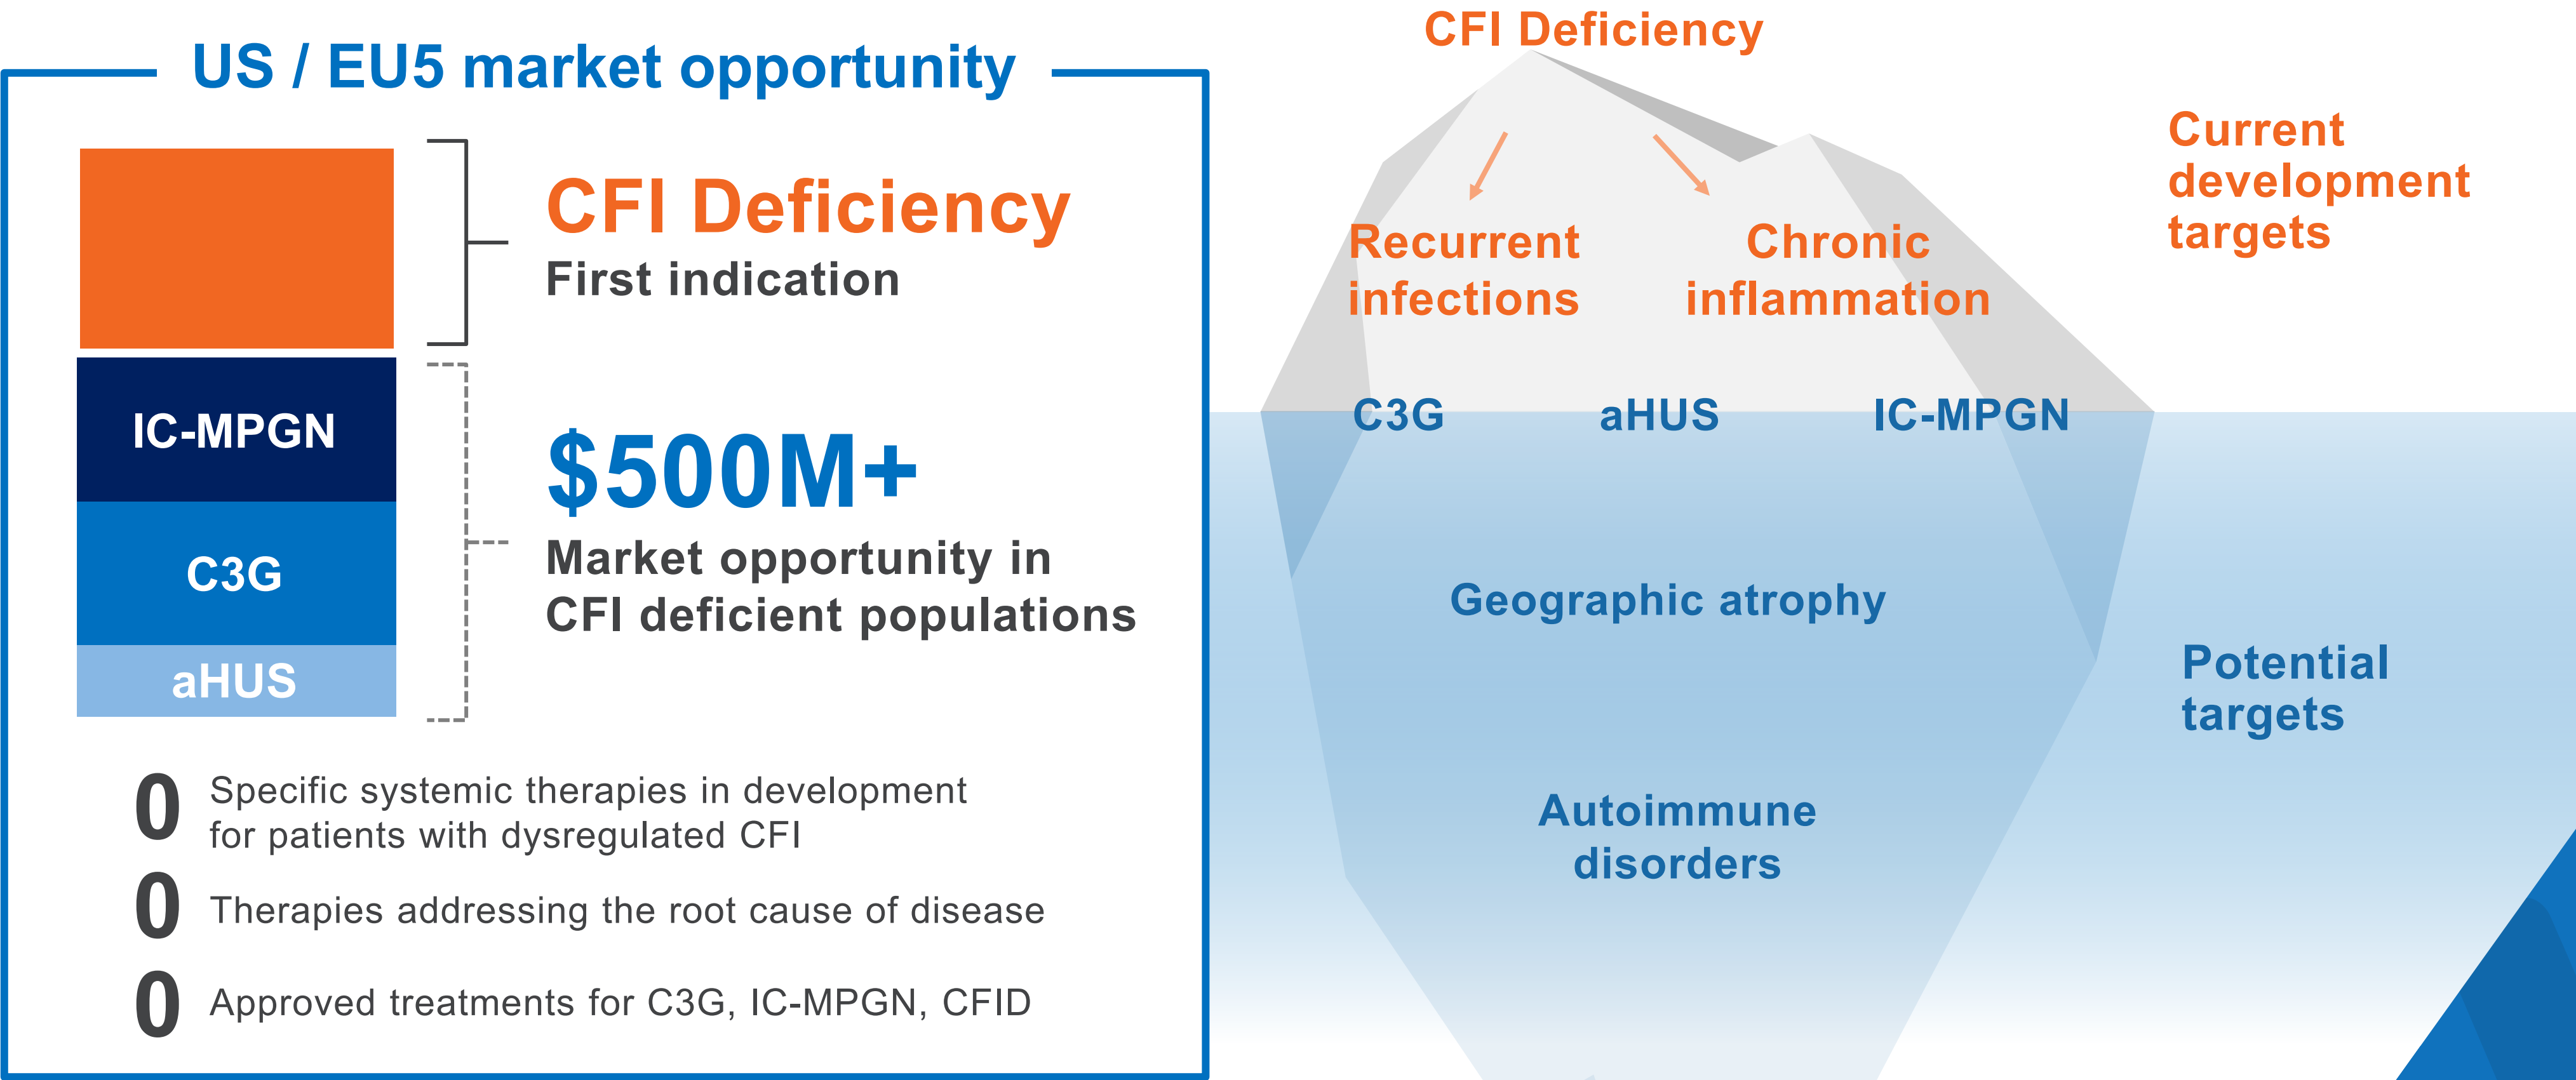 US / EU5 market opportunity
CFI Deficiency
First indication
IC-MPGN
C3G
aHUS
$500M+
Market opportunity in
CFI deficient populations
0
Specific systemic therapies in development
for patients with dysregulated CFI
0
Therapies addressing the root cause of disease
0
Approved treatments for C3G, IC-MPGN, CFID
CFI Deficiency
Recurrent
infections
Chronic
inflammation
Current
development
targets
C3G
aHUS
IC-MPGN
Geographic atrophy
Autoimmune
disorders
Potential
targets